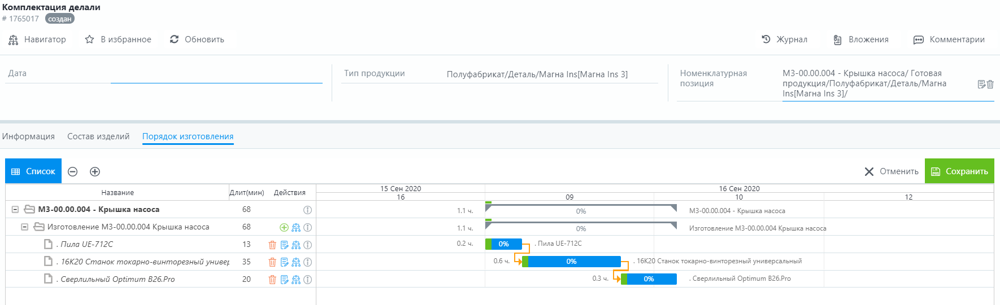 Комплектация делали
# 1765017 создан
Навигатор В избранное Обновить Журнал Вложения Комментарии
Дата
Тип продукции Полуфабрикат/Деталь/Магна Ins[Магна Ins 3]
Номенклатурная позиция
М3-00.00.004 - Крышка насоса/ Готовая
продукция/Полуфабрикат/Деталь/Магна
Ins[Магна Ins 3]/
Информация Состав изделий Порядок изготовления
Список Отменить Сохранить
Название Длит(мин) Действия 15 Сен 2020 16 Сен 2020
16 09 10 12
М3-00.00.004 - Крышка насоса 68 1.1 ч. 0% М3-00.00.004 - Крышка насоса
Изготовление М3-00.00.004 Крышка насоса 68 1.1 ч. 0% Изготовление М3-00.00.004 Крышка насоса
. Пила UE-712C 13 0.2 ч. 0% . Пила UE-712C
. 16К20 Станок токарно-винторезный универ 35 0.6 ч. 0% . 16К20 Станок токарно-винторезный универсальный
. Сверлильный Optimum B26.Pro 20 0.3 ч. 0% . Сверлильный Optimum B26.Pro